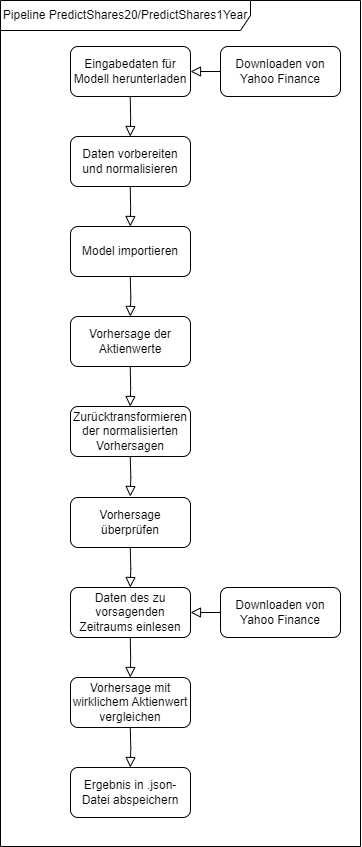 Pipeline PredictShares20/PredictShares1Year
Eingabedaten für
Modell herunterladen
Downloaden von
Yahoo Finance
Daten vorbereiten
und normalisieren
Model importieren
Vorhersage der
Aktienwerte
Zurücktransformieren
der normalisierten
Vorhersagen
Vorhersage
überprüfen
Daten des zu
vorsagenden
Zeitraums einlesen
Downloaden von
Yahoo Finance
Vorhersage mit
wirklichem Aktienwert
vergleichen
Ergebnis in .json-
Datei abspeichern